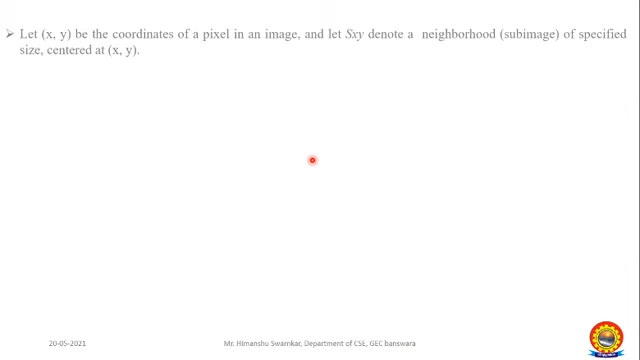 ➢ Let (x, y) be the coordinates of a pixel in an image, and let Sxy denote a neighborhood (subimage) of specified
size, centered at (x, y).
20-05-2021
Mr. Himanshu Swarnkar, Department of CSE, GEC banswara